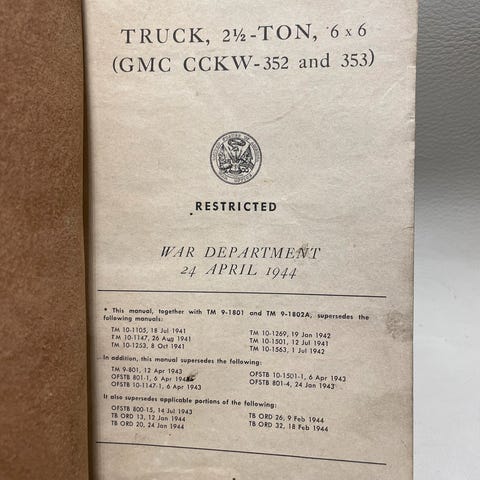 TRUCK, 2½-TON, 6 x 6
(GMC CCKW-352 and 353)
RESTRICTED
WAR DEPARTMENT
24 APRIL 1944
* This manual, together with TM 9-1801 and TM 9-1802A, supersedes the
following manuals:
TM 10-1105, 18 Jul 1941
TM 10-1147, 26 Aug 1941
TM 10-1253, 8 Oct 1941
TM 10-1269, 19 Jan 1942
TM 10-1501, 12 Jul 1941
TM 10-1563, 1 Jul 1942
In addition, this manual supersedes the following:
TM 9-801, 12 Apr 1943
OFSTB 801-1, 6 Apr 1943
OFSTB 10-1147-1, 6 Apr 1943
OFSTB 10-1501-1, 6 Apr 1943
OFSTB 801-4, 24 Jan 1943
It also supersedes applicable portions of the following:
OFSTB 800-15, 14 Jul 1943
TB ORD 13, 12 Jan 1944
TB ORD 20, 24 Jan 1944
TB ORD 26, 9 Feb 1944
TB ORD 32, 18 Feb 1944